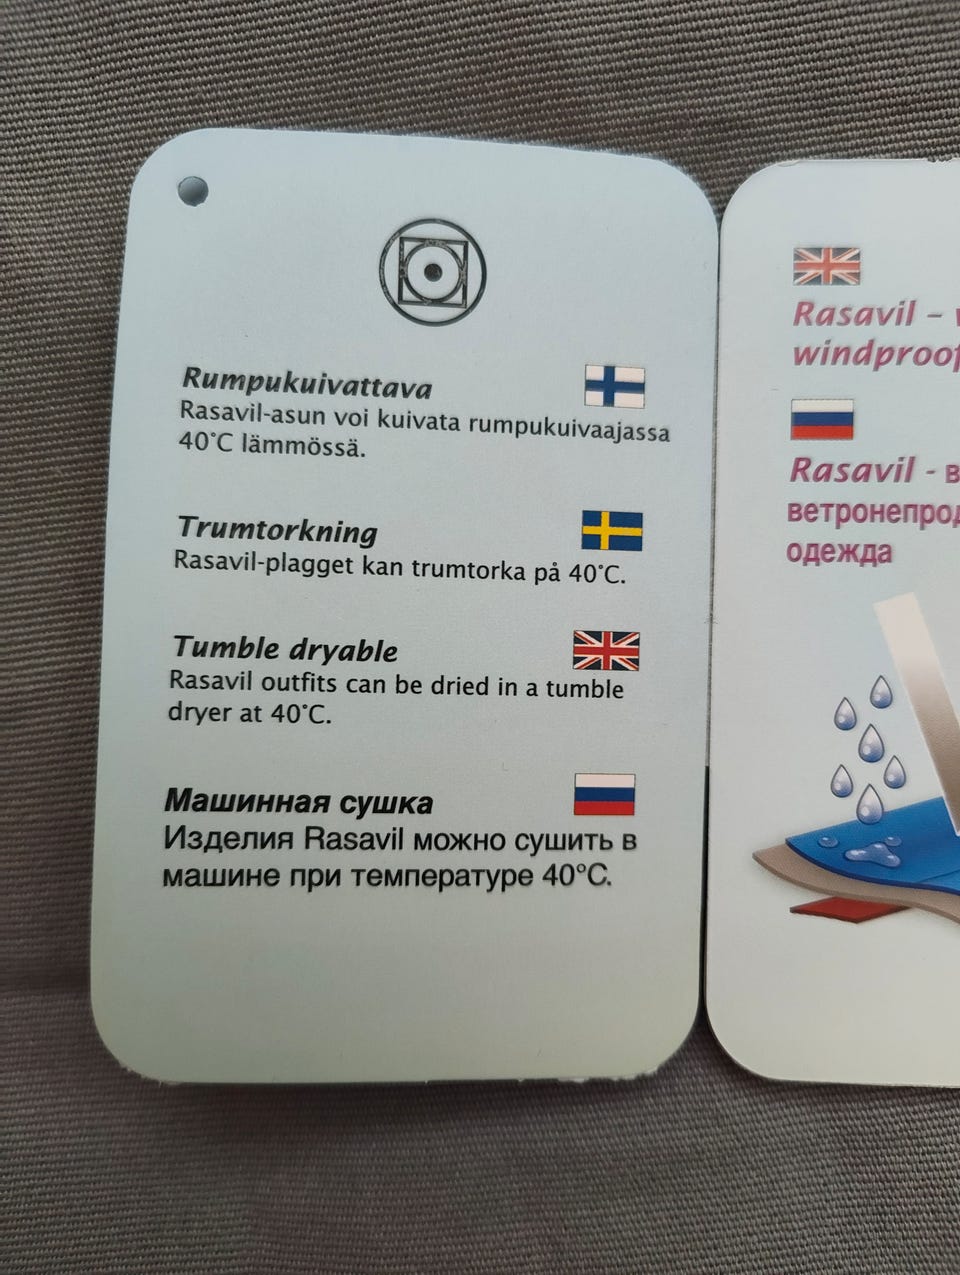 Rumpukuivattava
Rasavil-asun voi kuivata rumpukuivaajassa
40°C lämmössä.
Trumtorkning
Rasavil-plagget kan trumtorka på 40°C.
Tumble dryable
Rasavil outfits can be dried in a tumble
dryer at 40°C.
Машинная сушка
Изделия Rasavil можно сушить в
машине при температуре 40°C.
Rasavil –
windproof
Rasavil -
одежда